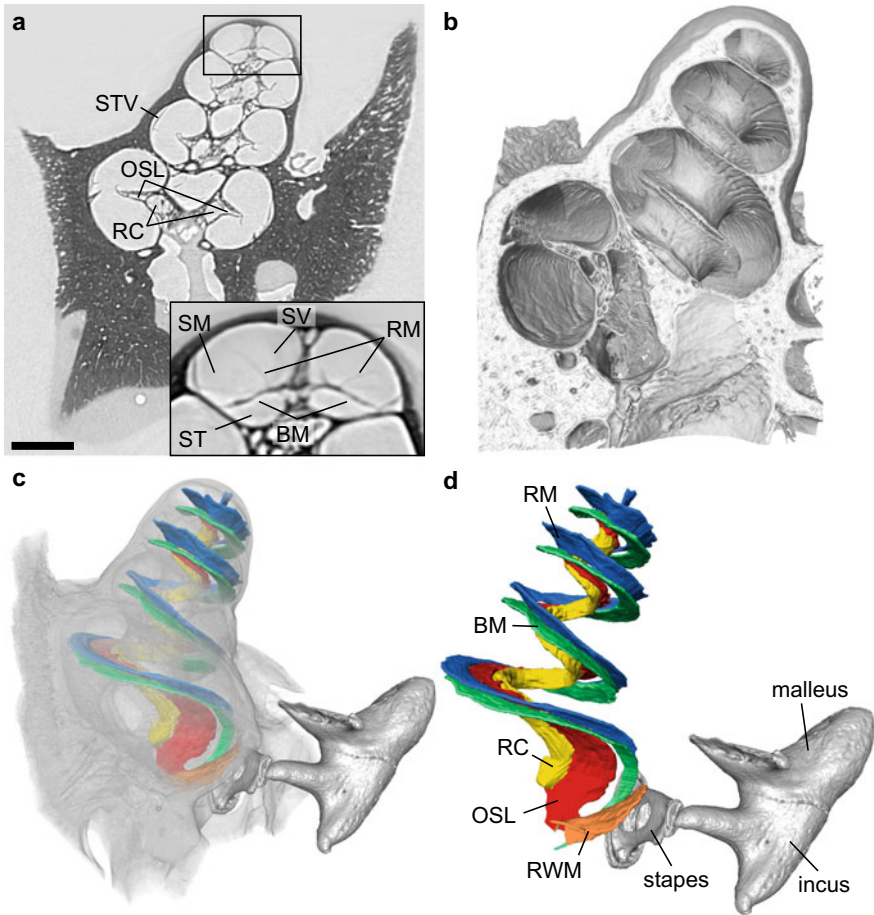 a
STV
OSL
RC
SM
SV
RM
ST
BM
b
c
d
RM
BM
RC
OSL
RWM
stapes
malleus
incus